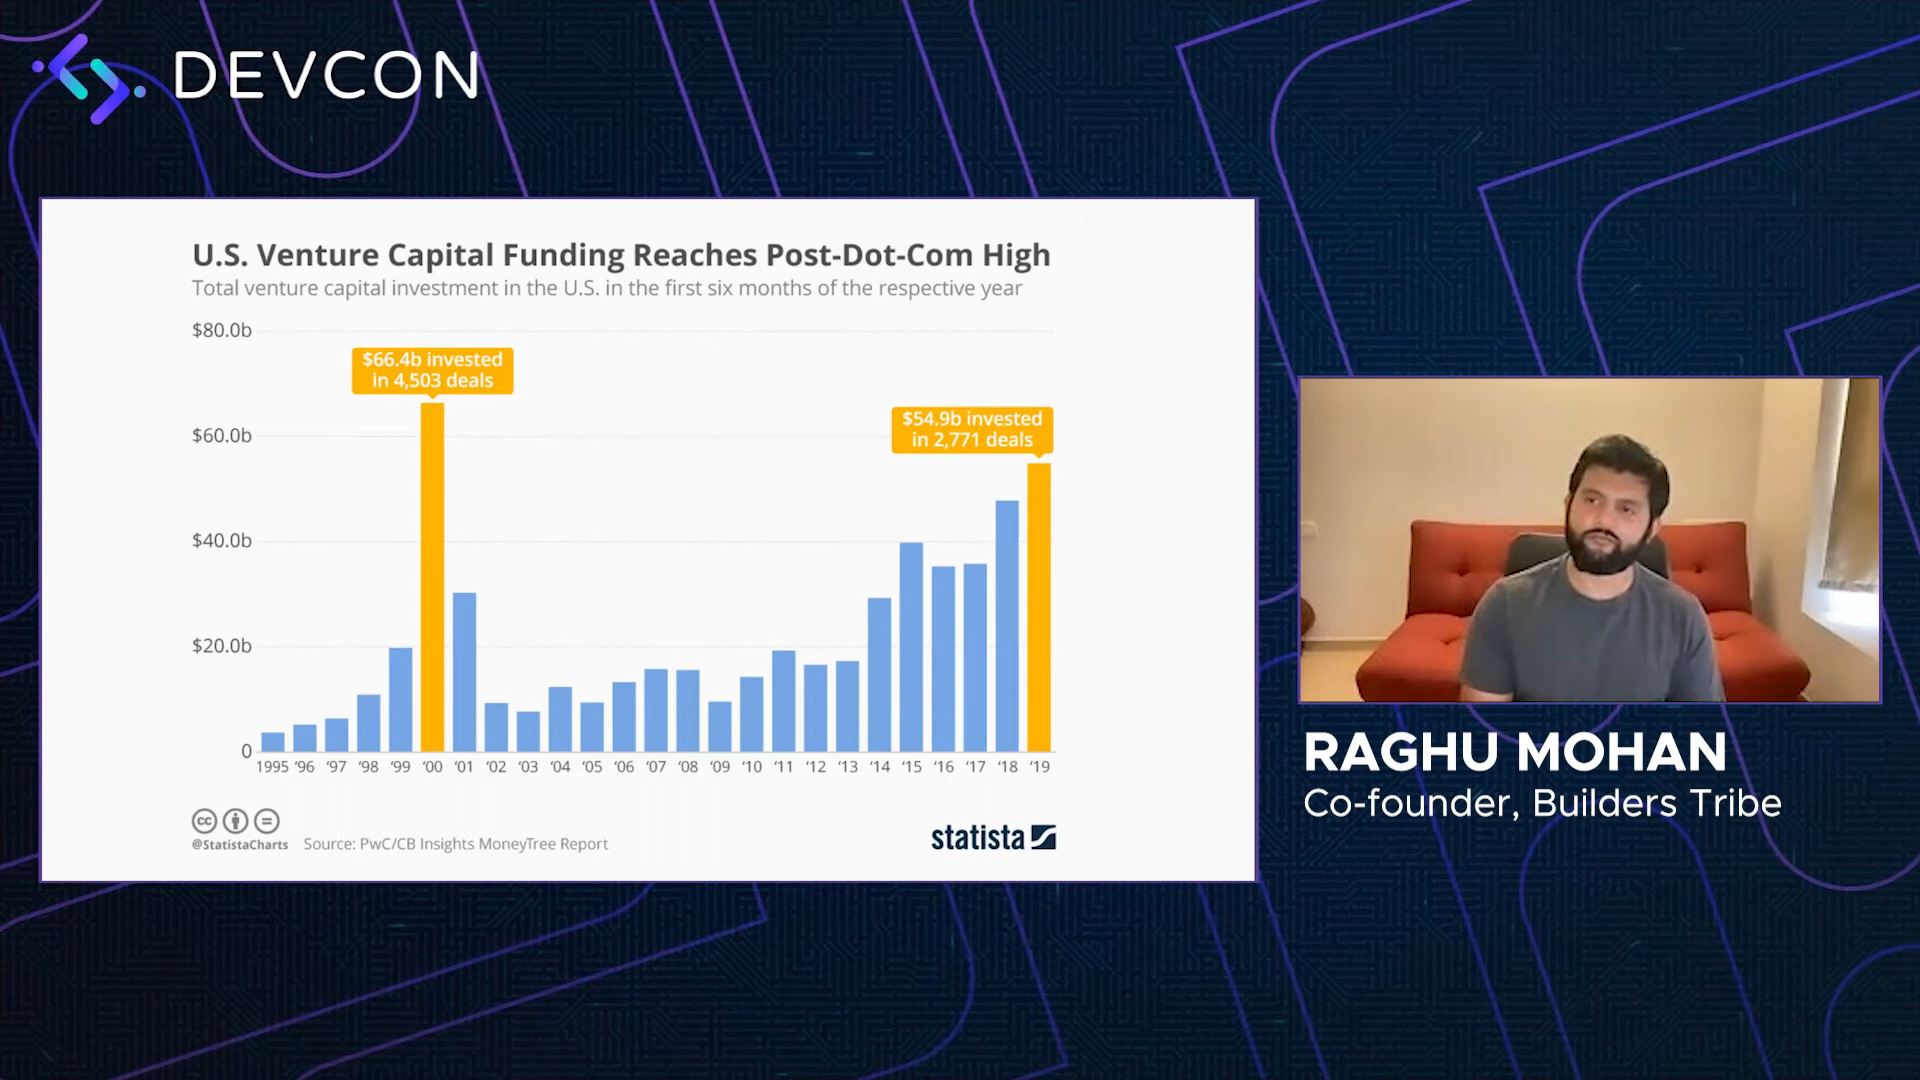 DEVCON
U.S. Venture Capital Funding Reaches Post-Dot-Com High
Total venture capital investment in the U.S. in the first six months of the respective year
$80.0b
$66.4b invested
in 4,503 deals
$54.9b invested
in 2,771 deals
$60.0b
$40.0b
$20.0b
0
1995 '96 '97 '98 '99 '00 '01 '02 '03 '04 '05 '06 '07 '08 '09 '10 '11 '12 '13 '14 '15 '16 '17 '18 '19
cc
@StatistaCharts Source: PwC/CB Insights MoneyTree Report
statista
RAGHU MOHAN
Co-founder, Builders Tribe